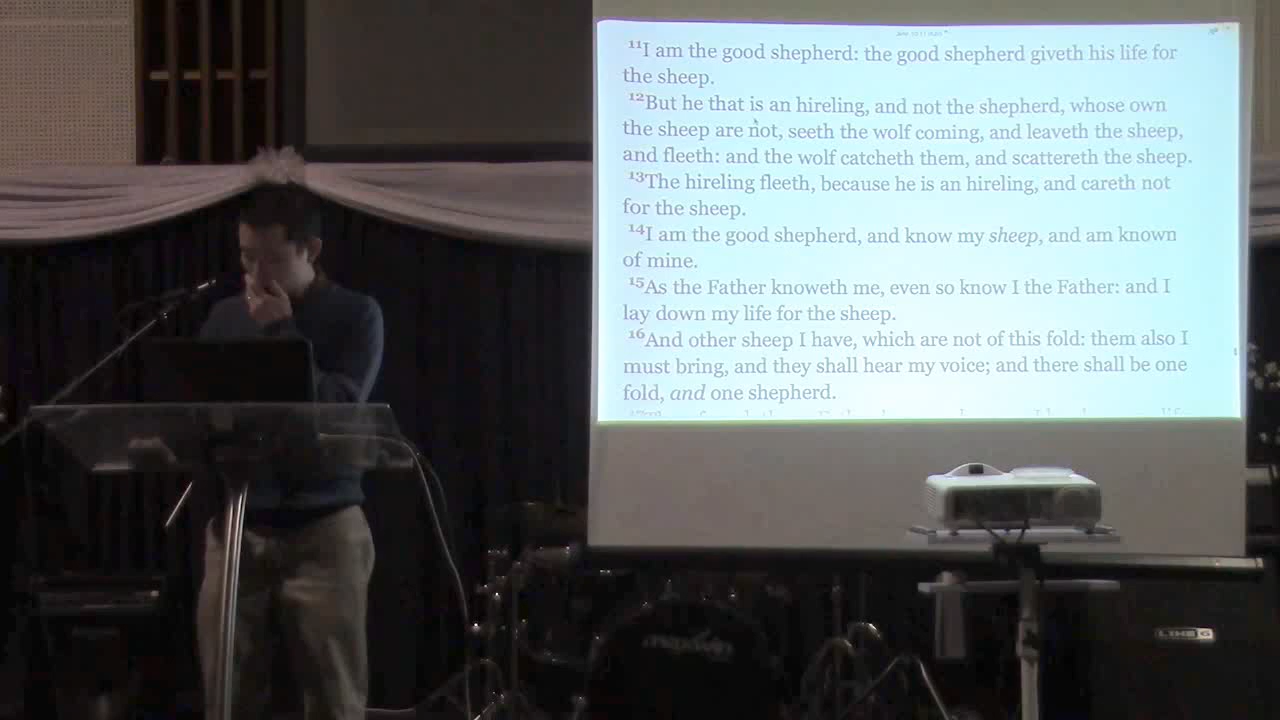 ¹¹I am the good shepherd: the good shepherd giveth his life for
the sheep.
¹²But he that is an hireling, and not the shepherd, whose own
the sheep are not, seeth the wolf coming, and leaveth the sheep,
and fleeth: and the wolf catcheth them, and scattereth the sheep.
¹³The hireling fleeth, because he is an hireling, and careth not
for the sheep.
¹⁴I am the good shepherd, and know my sheep, and am known
of mine.
¹⁵As the Father knoweth me, even so know I the Father: and I
lay down my life for the sheep.
¹⁶And other sheep I have, which are not of this fold: them also I
must bring, and they shall hear my voice; and there shall be one
fold, and one shepherd.
LINE 6
mapex